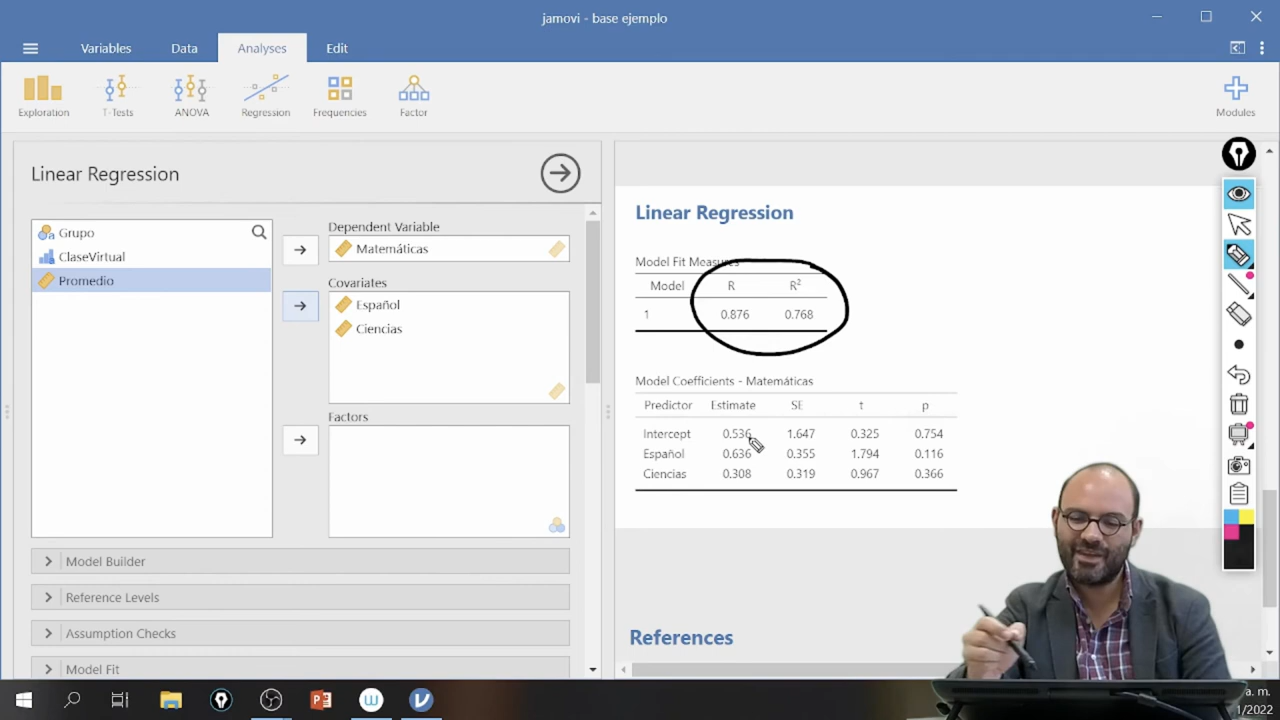 jamovi - base ejemplo
Variables Data Analyses Edit
Exploration T-Tests ANOVA Regression Frequencies Factor Modules
Linear Regression
Grupo
ClaseVirtual
Promedio
Dependent Variable
Matemáticas
Covariates
Español
Ciencias
Factors
Model Builder
Reference Levels
Assumption Checks
Model Fit
Linear Regression
Model Fit Measures
Model R R²
1 0.876 0.768
Model Coefficients - Matemáticas
Predictor Estimate SE t p
Intercept 0.536 1.647 0.325 0.754
Español 0.636 0.355 1.794 0.116
Ciencias 0.308 0.319 0.967 0.366
References
a. m.
1/2022